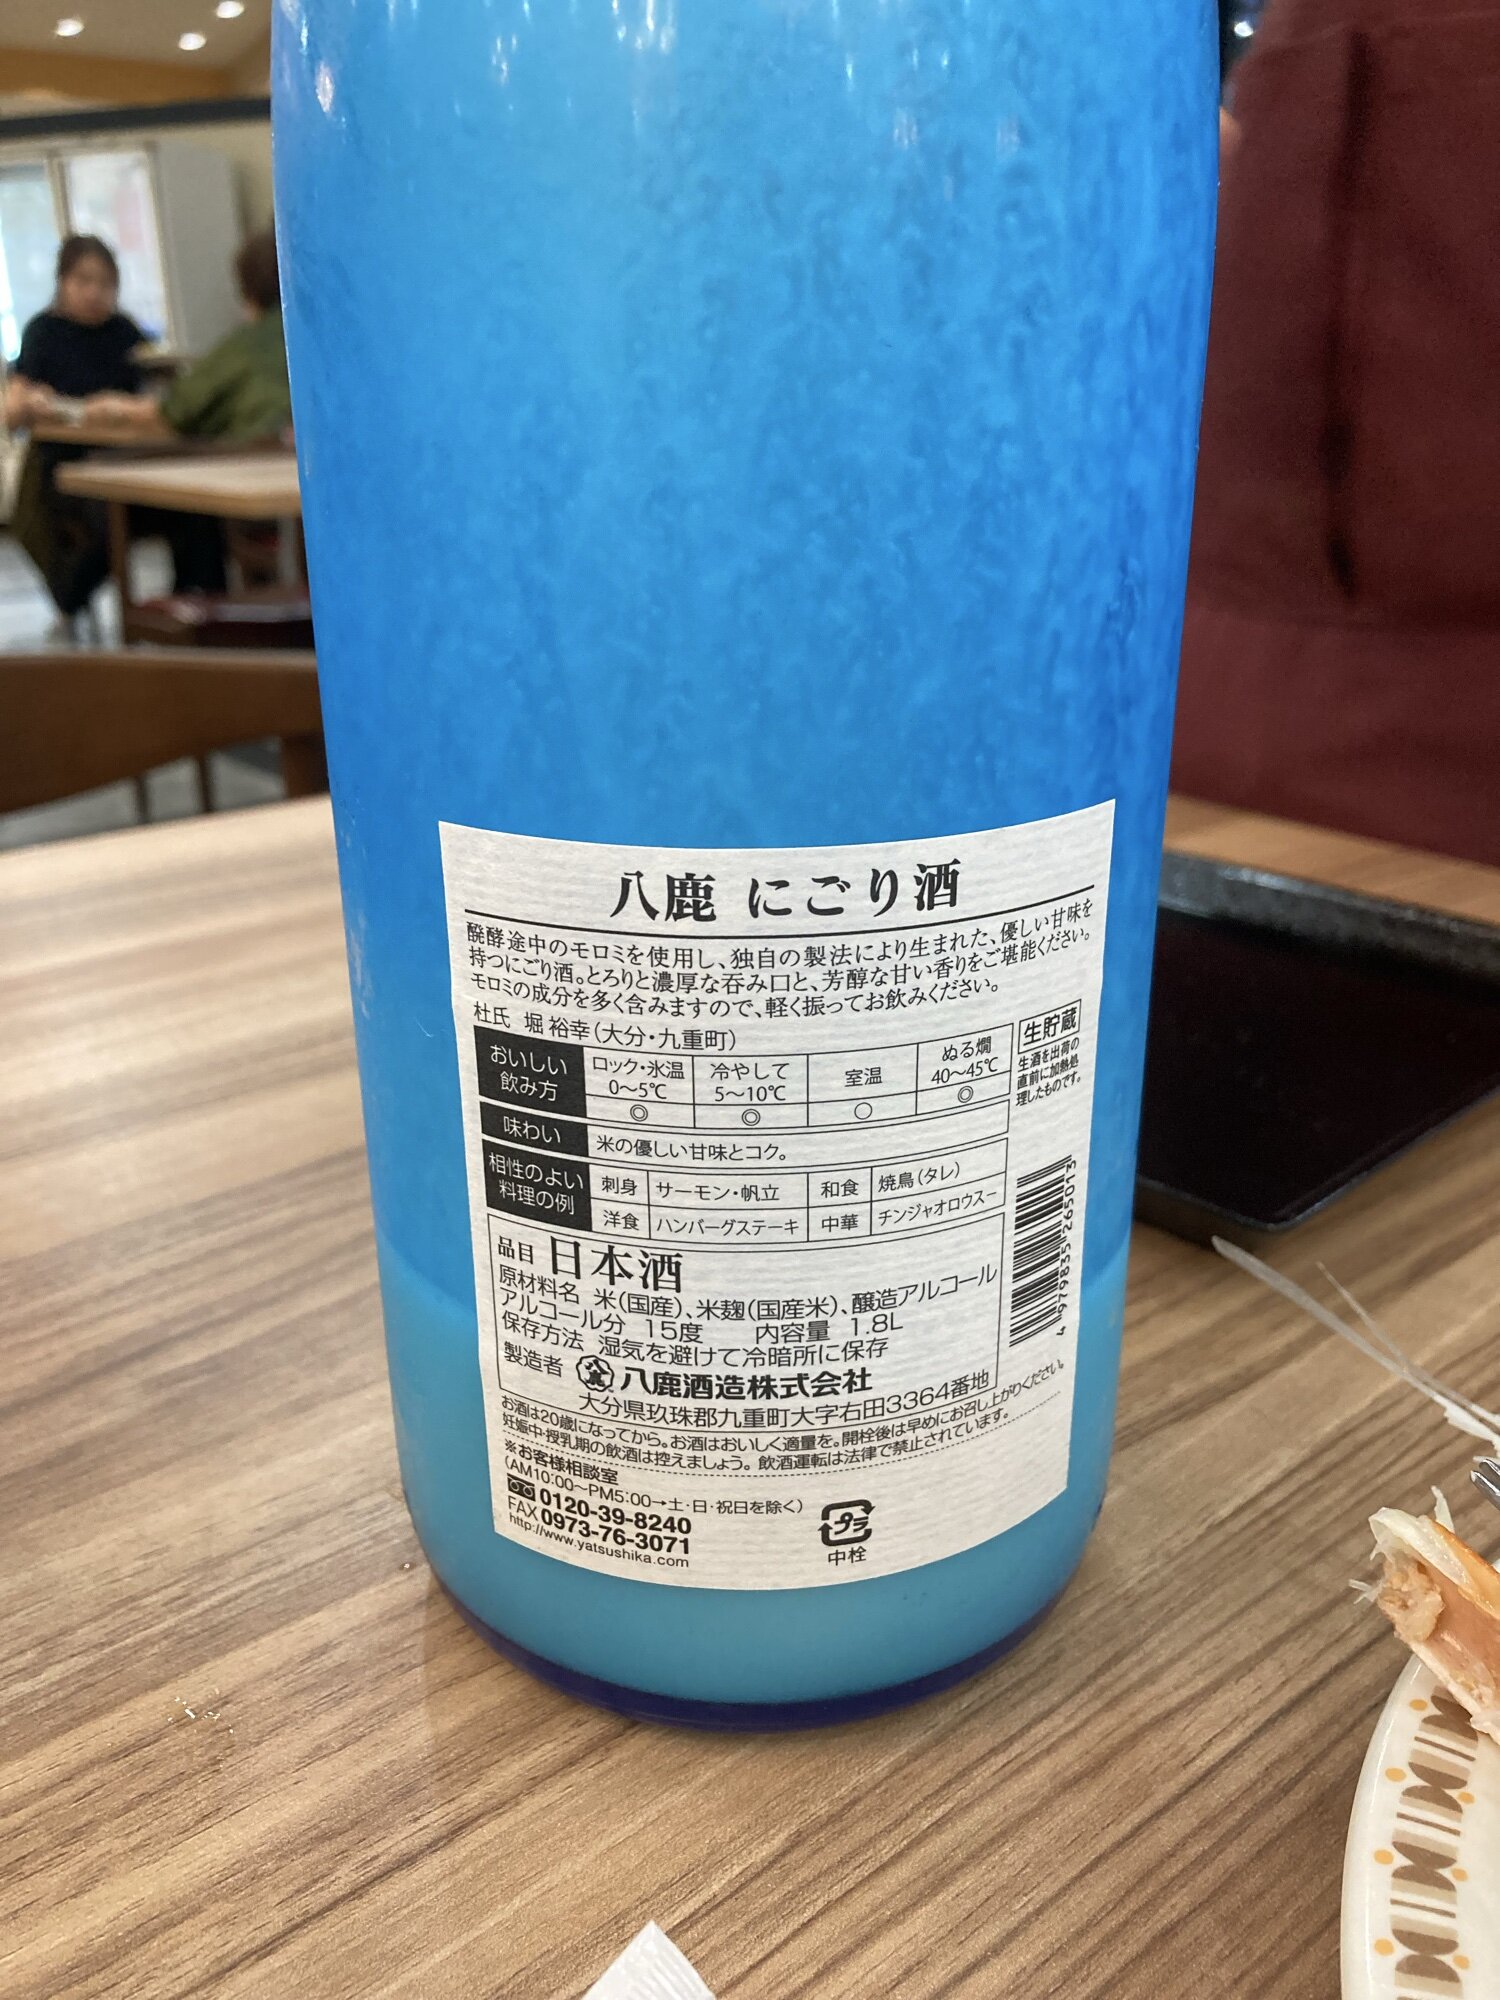 八鹿 にごり酒
醗酵途中のモロミを使用し、独自の製法により生まれた、優しい甘味を
持つにごり酒。とろりと濃厚な呑み口と、芳醇な甘い香りをご堪能ください。
モロミの成分を多く含みますので、軽く振ってお飲みください。
杜氏 堀 裕幸(大分・九重町)
生貯蔵
生酒を出荷の
直前に加熱処
理したものです。
おいしい飲み方
ロック・氷温 0〜5℃ 冷やして 5〜10℃ 室温 ぬる燗 40〜45℃
◎ ◎ ○ ◎
味わい 米の優しい甘味とコク。
相性のよい料理の例
刺身 サーモン・帆立 和食 焼鳥(タレ)
洋食 ハンバーグステーキ 中華 チンジャオロウスー
品目 日本酒
原材料名 米(国産)、米麹(国産米)、醸造アルコール
アルコール分 15度 内容量 1.8L
保存方法 湿気を避けて冷暗所に保存
製造者 八鹿 八鹿酒造株式会社
大分県玖珠郡九重町大字右田3364番地
4 979835 265013
お酒は20歳になってから。お酒はおいしく適量を。開栓後は早めにお召し上がりください。
妊娠中・授乳期の飲酒は控えましょう。飲酒運転は法律で禁止されています。
※お客様相談室
(AM10:00〜PM5:00→土・日・祝日を除く)
0120-39-8240
FAX 0973-76-3071
http://www.yatsushika.com
プラ
中栓